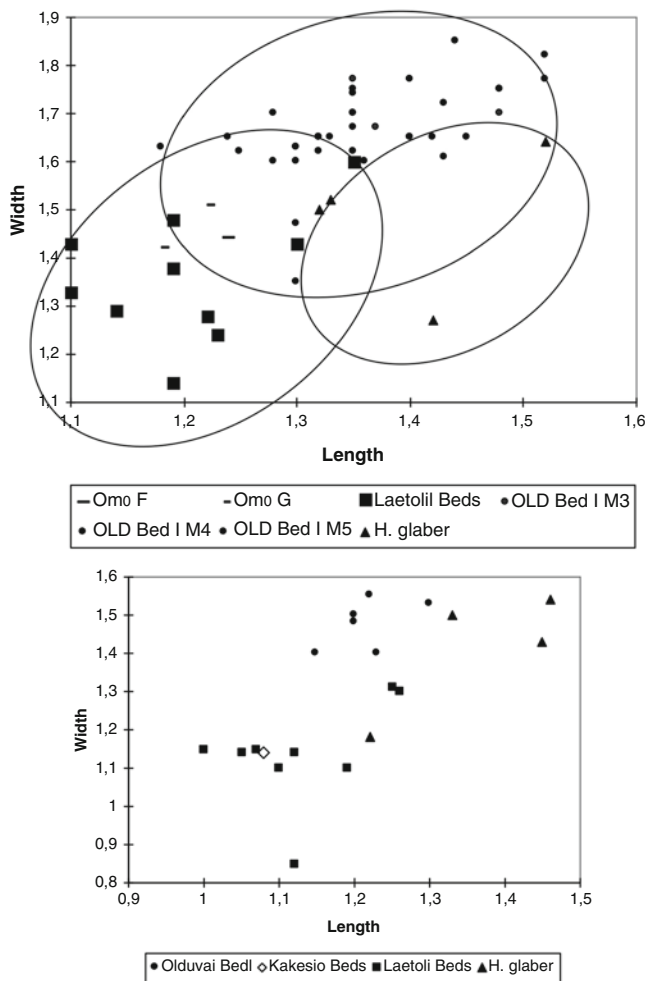 1,9
1,8
1,7
1,6
1,5
1,4
1,3
1,2
1,1
Width
1,1 1,2 1,3 1,4 1,5 1,6
Length
Omo F Omo G Laetolil Beds OLD Bed I M3
OLD Bed I M4 OLD Bed I M5 H. glaber
1,6
1,5
1,4
1,3
1,2
1,1
1
0,9
0,8
Width
0,9 1 1,1 1,2 1,3 1,4 1,5
Length
Olduvai BedI Kakesio Beds Laetoli Beds H. glaber